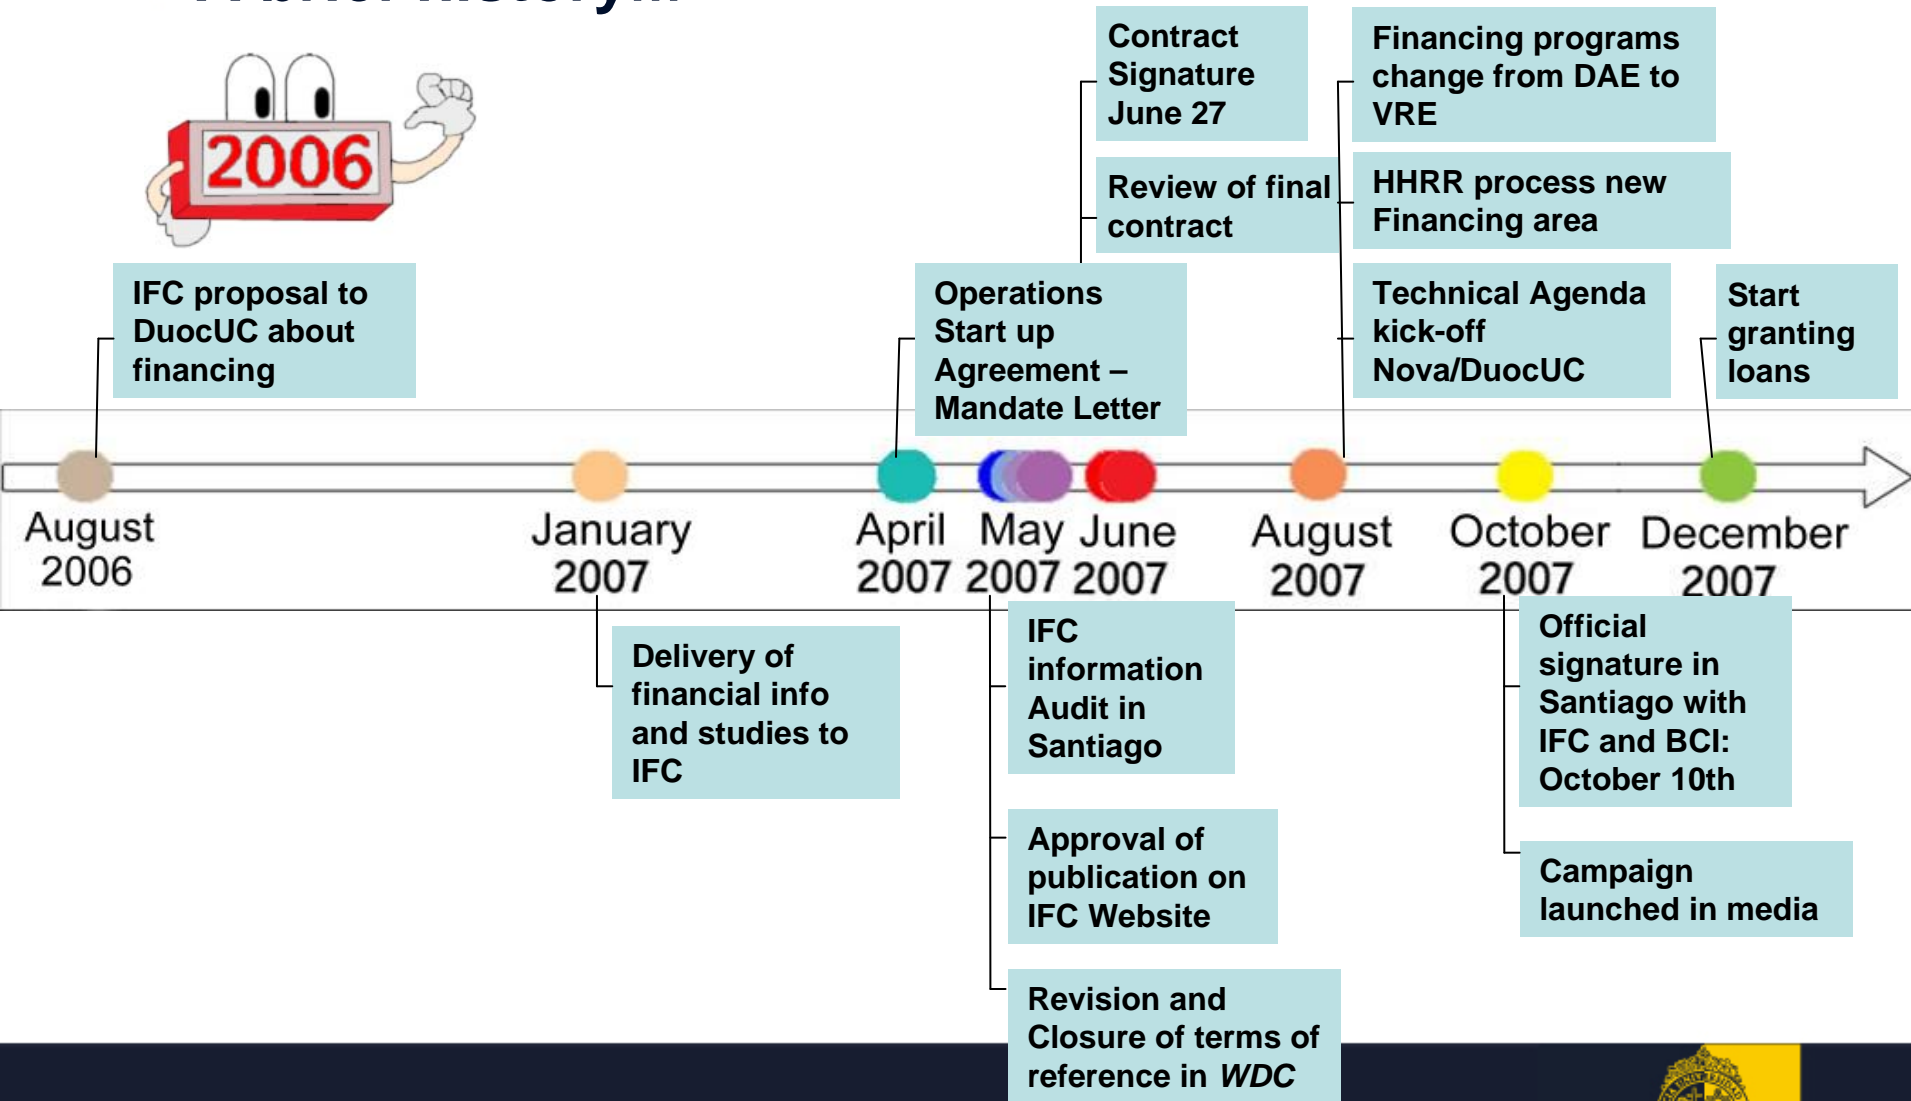 A brief history...
2006
Contract
Signature
June 27
Review of final
contract
Financing programs
change from DAE to
VRE
HHRR process new
Financing area
IFC proposal to
DuocUC about
financing
Operations
Start up
Agreement –
Mandate Letter
Technical Agenda
kick-off
Nova/DuocUC
Start
granting
loans
August
2006
January
2007
April
2007
May
2007
June
2007
August
2007
October
2007
December
2007
Delivery of
financial info
and studies to
IFC
IFC
information
Audit in
Santiago
Approval of
publication on
IFC Website
Revision and
Closure of terms of
reference in WDC
Official
signature in
Santiago with
IFC and BCI:
October 10th
Campaign
launched in media